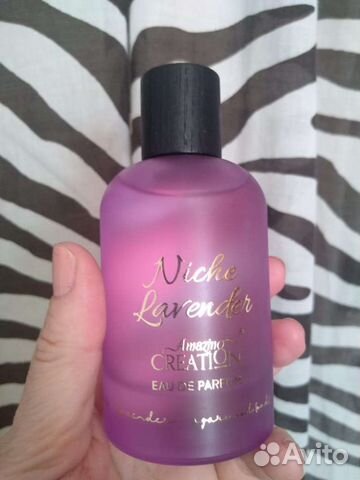 Niche
Lavender
Amazing
CREATION
EAU DE PARFUM
Avito